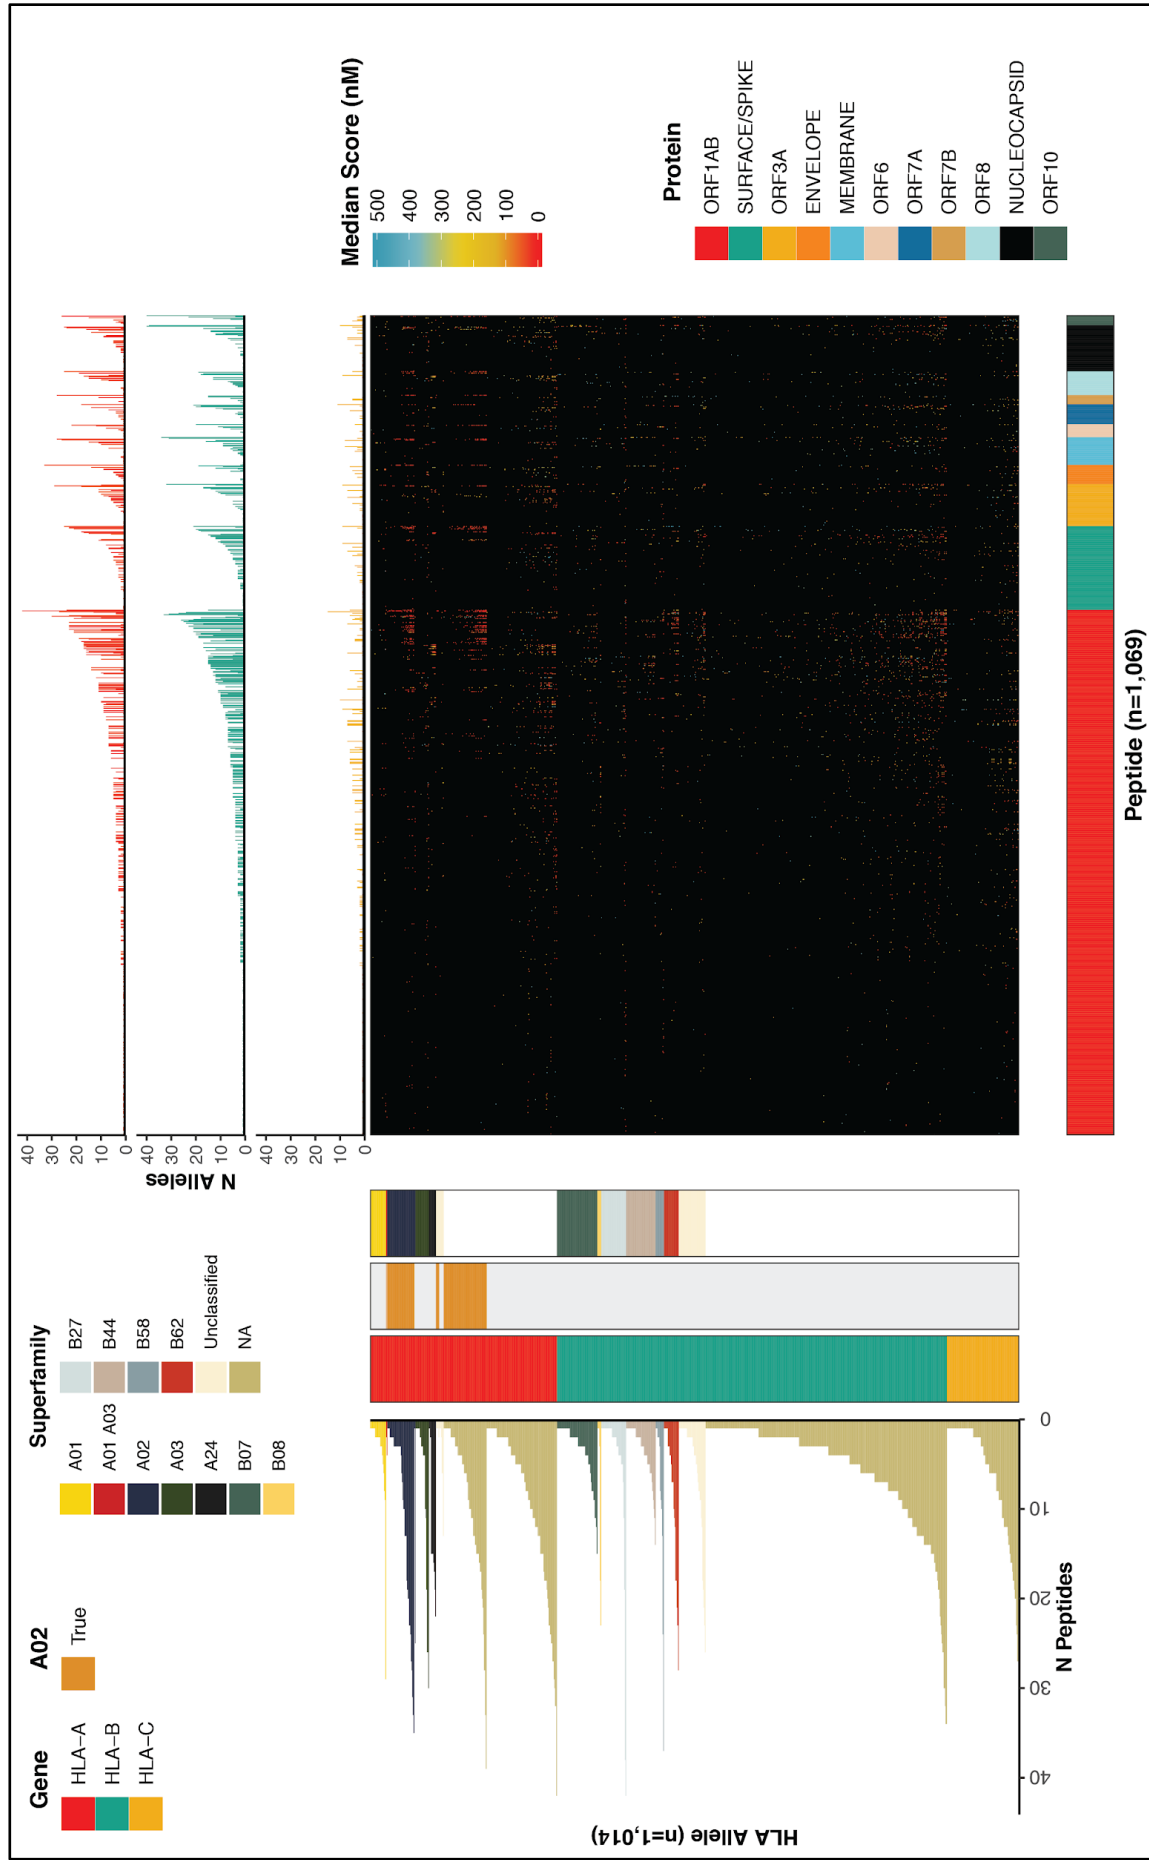 Gene
HLA-A
HLA-B
HLA-C
A02
True
Superfamily
A01
A01 A03
A02
A03
A24
B07
B08
B27
B44
B58
B62
Unclassified
NA
N Alleles
0
10
20
30
40
0
10
20
30
40
0
10
20
30
40
Median Score (nM)
500
400
300
200
100
0
Protein
ORF1AB
SURFACE/SPIKE
ORF3A
ENVELOPE
MEMBRANE
ORF6
ORF7A
ORF7B
ORF8
NUCLEOCAPSID
ORF10
HLA Allele (n=1,014)
40
30
20
10
0
N Peptides
Peptide (n=1,069)